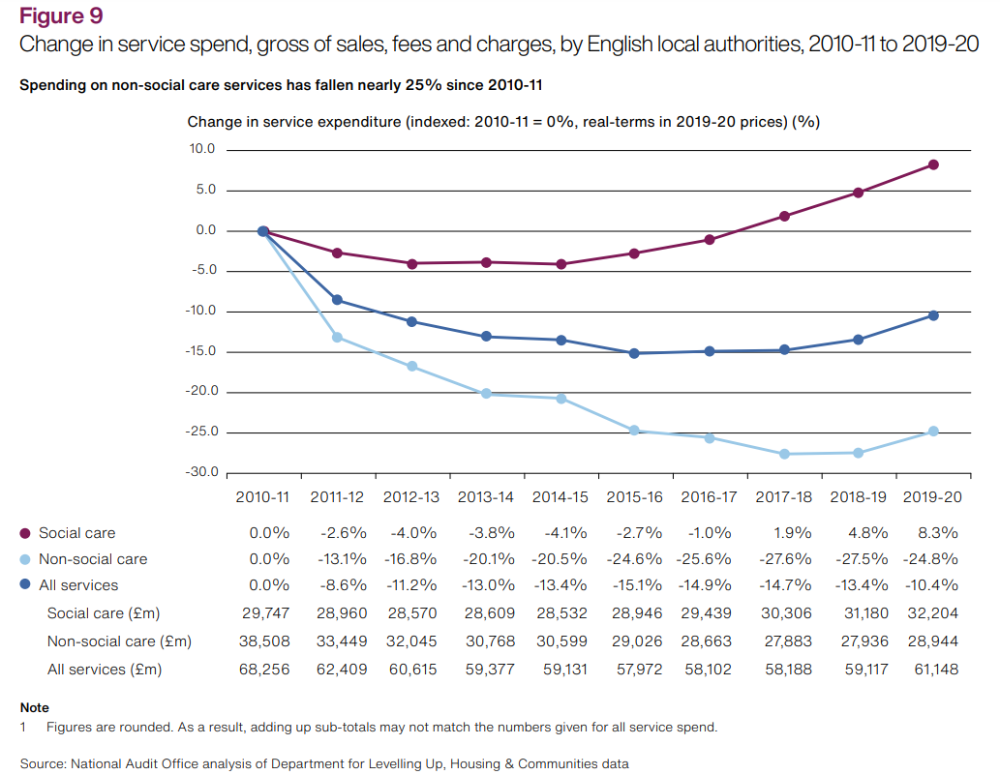 Figure 9
Change in service spend, gross of sales, fees and charges, by English local authorities, 2010-11 to 2019-20
Spending on non-social care services has fallen nearly 25% since 2010-11
Change in service expenditure (indexed: 2010-11 = 0%, real-terms in 2019-20 prices) (%)
10.0
5.0
0.0
-5.0
-10.0
-15.0
-20.0
-25.0
-30.0
2010-11 2011-12 2012-13 2013-14 2014-15 2015-16 2016-17 2017-18 2018-19 2019-20
Social care 0.0% -2.6% -4.0% -3.8% -4.1% -2.7% -1.0% 1.9% 4.8% 8.3%
Non-social care 0.0% -13.1% -16.8% -20.1% -20.5% -24.6% -25.6% -27.6% -27.5% -24.8%
All services 0.0% -8.6% -11.2% -13.0% -13.4% -15.1% -14.9% -14.7% -13.4% -10.4%
Social care (£m) 29,747 28,960 28,570 28,609 28,532 28,946 29,439 30,306 31,180 32,204
Non-social care (£m) 38,508 33,449 32,045 30,768 30,599 29,026 28,663 27,883 27,936 28,944
All services (£m) 68,256 62,409 60,615 59,377 59,131 57,972 58,102 58,188 59,117 61,148
Note
1 Figures are rounded. As a result, adding up sub-totals may not match the numbers given for all service spend.
Source: National Audit Office analysis of Department for Levelling Up, Housing & Communities data